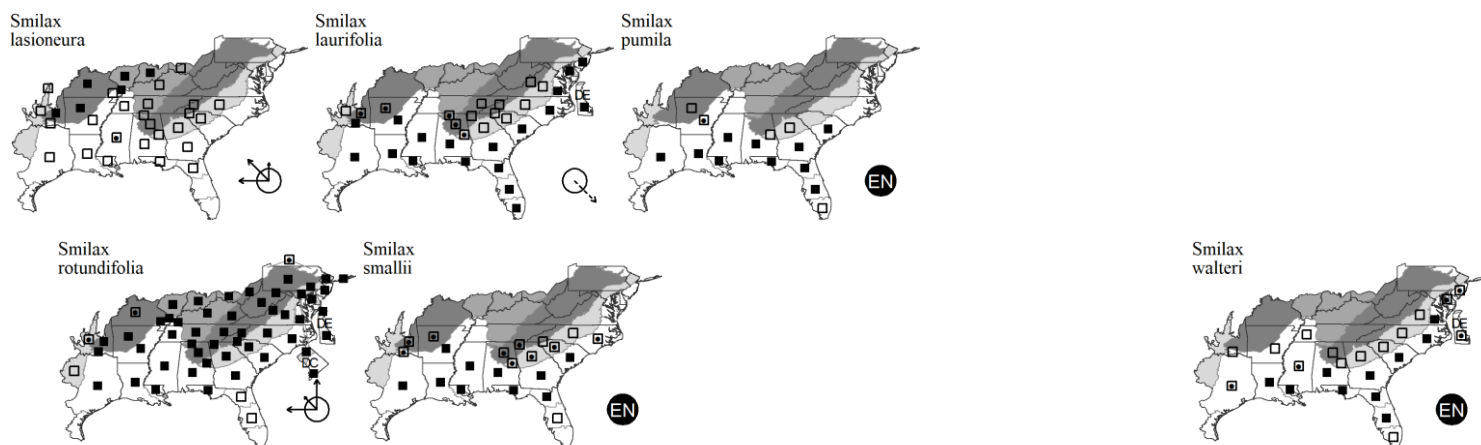 Smilax
lasioneura
Smilax
laurifolia
DE
Smilax
pumila
EN
Smilax
rotundifolia
DE
DC
Smilax
smallii
EN
Smilax
walteri
DE
EN